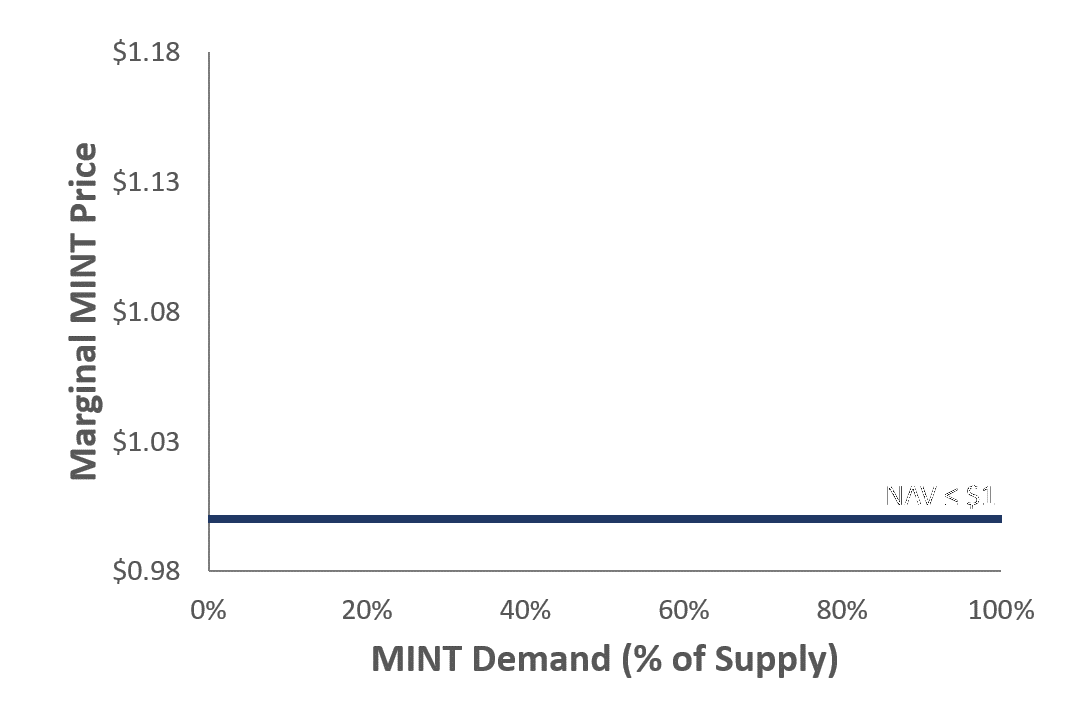 $1.18
$1.13
$1.08
$1.03
$0.98
Marginal MINT Price
NAV < $1
0% 20% 40% 60% 80% 100%
MINT Demand (% of Supply)